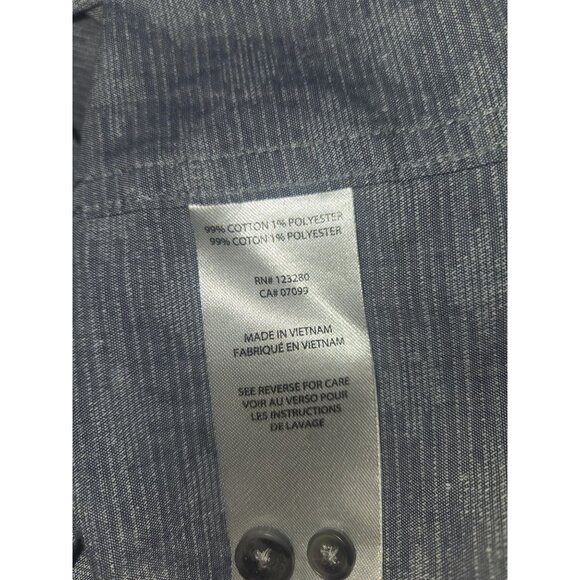 99% COTTON 1% POLYESTER
99% COTON 1% POLYESTER
RN# 123280
CA# 07099
MADE IN VIETNAM
FABRIQUÉ EN VIETNAM
SEE REVERSE FOR CARE
VOIR AU VERSO POUR
LES INSTRUCTIONS
DE LAVAGE